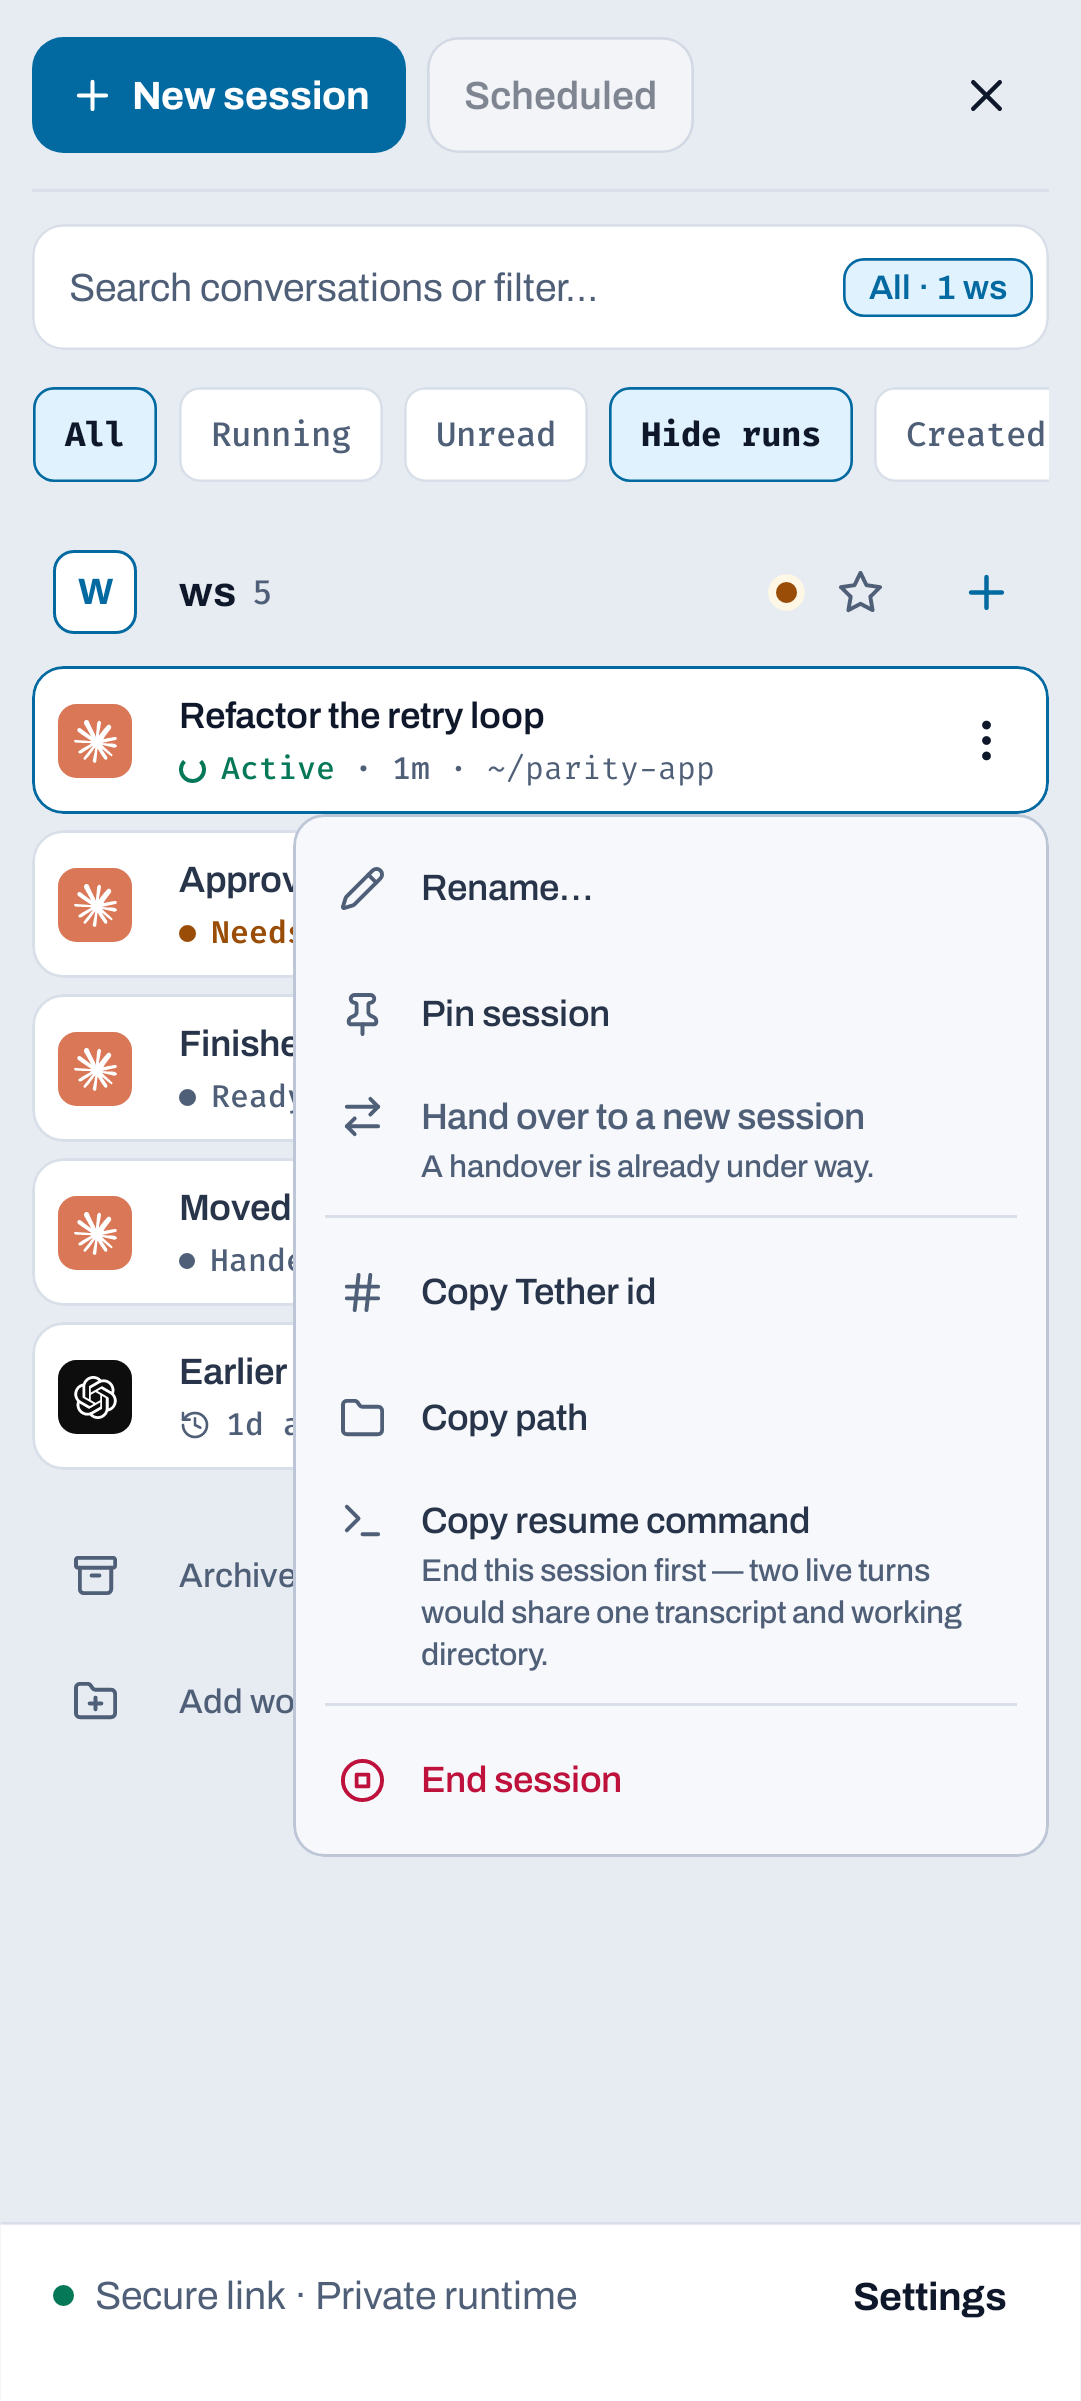 New session
Scheduled
Search conversations or filter...
All · 1 ws
All
Running
Unread
Hide runs
Created
W
ws 5
Refactor the retry loop
Active · 1m · ~/parity-app
Approv
Needs
Finishe
Ready
Moved
Hande
Earlier
1d a
Archive
Add wo
Rename...
Pin session
Hand over to a new session
A handover is already under way.
Copy Tether id
Copy path
Copy resume command
End this session first — two live turns
would share one transcript and working
directory.
End session
Secure link · Private runtime
Settings